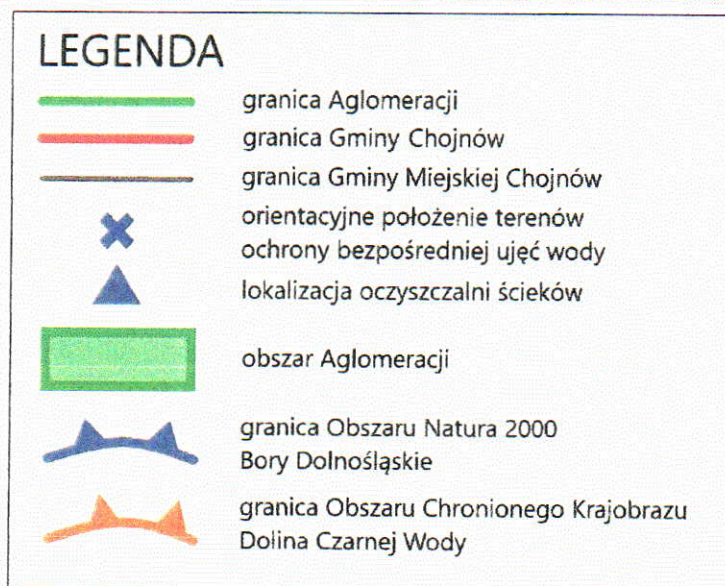 LEGENDA
granica Aglomeracji
granica Gminy Chojnów
granica Gminy Miejskiej Chojnów
orientacyjne położenie terenów
ochrony bezpośredniej ujęć wody
lokalizacja oczyszczalni ścieków
obszar Aglomeracji
granica Obszaru Natura 2000
Bory Dolnośląskie
granica Obszaru Chronionego Krajobrazu
Dolina Czarnej Wody